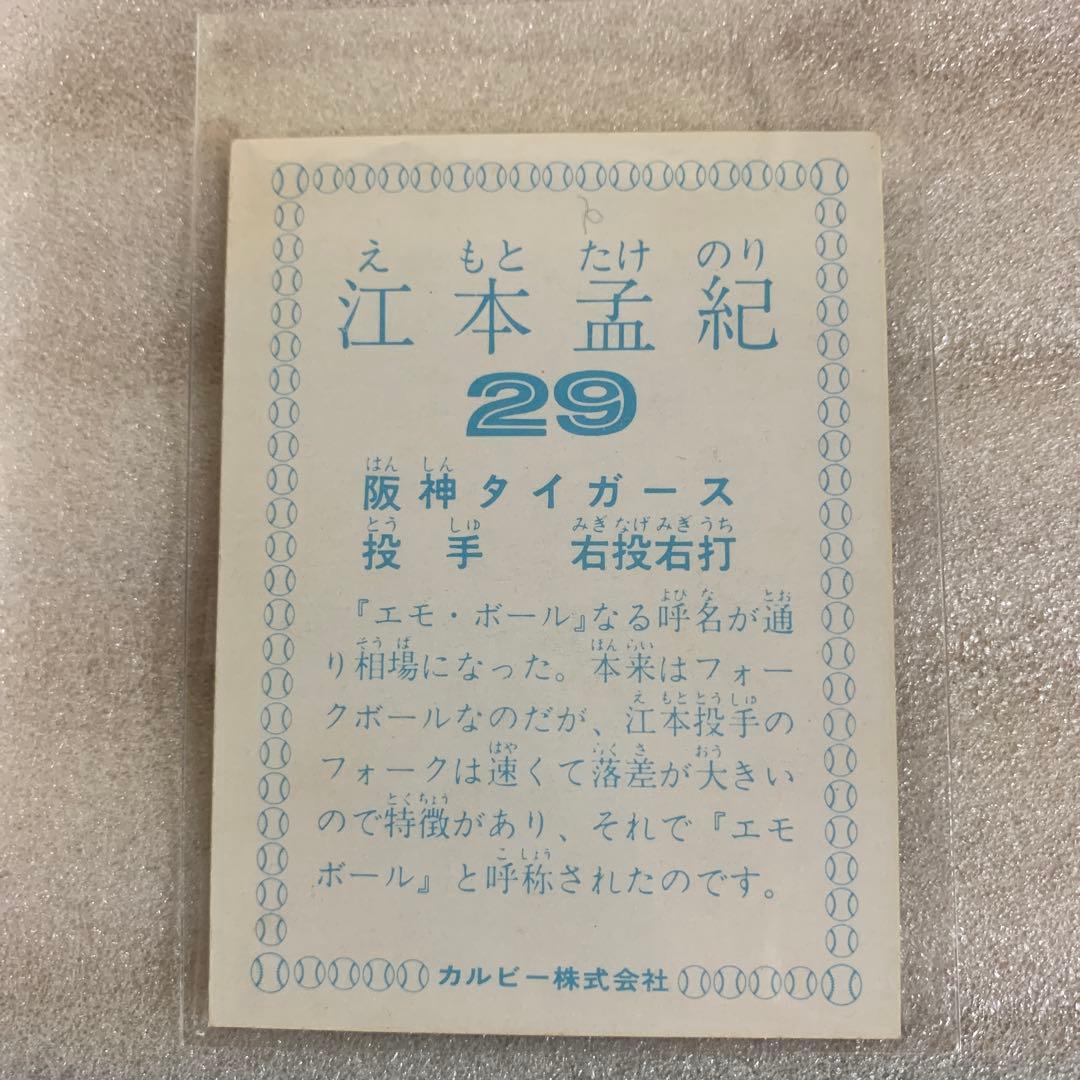 え もと たけ のり
江本孟紀
29
はん しん
阪神タイガース
とう しゅ みぎ なげ みぎ うち
投手 右投右打
よび な とお
『エモ・ボール』なる呼名が通
そう ば ほん らい
り相場になった。本来はフォー
え もと とう しゅ
クボールなのだが、江本投手の
はや らく さ おう
フォークは速くて落差が大きい
とくちょう
ので特徴があり、それで『エモ
こ しょう
ボール』と呼称されたのです。
カルビー株式会社